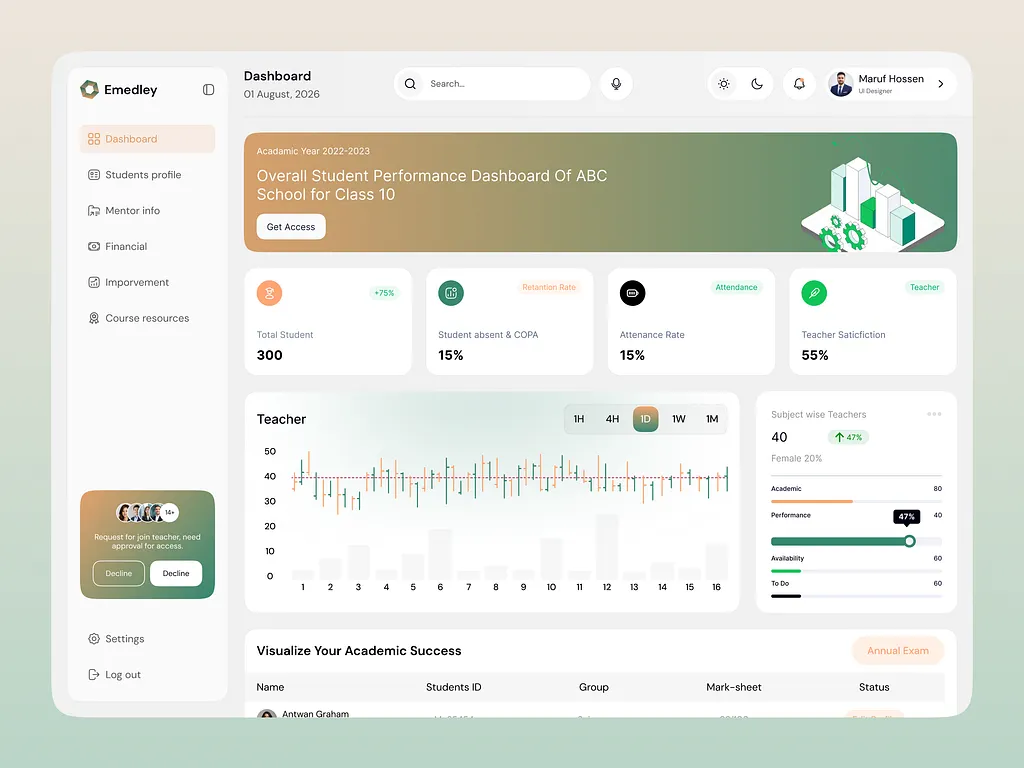 Emedley
Dashboard
Students profile
Mentor info
Financial
Imporvement
Course resources
14+
Request for join teacher, need
approval for access.
Decline
Decline
Settings
Log out
Dashboard
01 August, 2026
Search...
Maruf Hossen
UI Designer
Acadamic Year 2022-2023
Overall Student Performance Dashboard Of ABC
School for Class 10
Get Access
+75%
Total Student
300
Retantion Rate
Student absent & COPA
15%
Attendance
Attenance Rate
15%
Teacher
Teacher Saticfiction
55%
Teacher
1H 4H 1D 1W 1M
50
40
30
20
10
0
1 2 3 4 5 6 7 8 9 10 11 12 13 14 15 16
Subject wise Teachers
40
47%
Female 20%
Academic 80
Performance 40
47%
Availability 60
To Do 60
Visualize Your Academic Success
Annual Exam
Name Students ID Group Mark-sheet Status
Antwan Graham